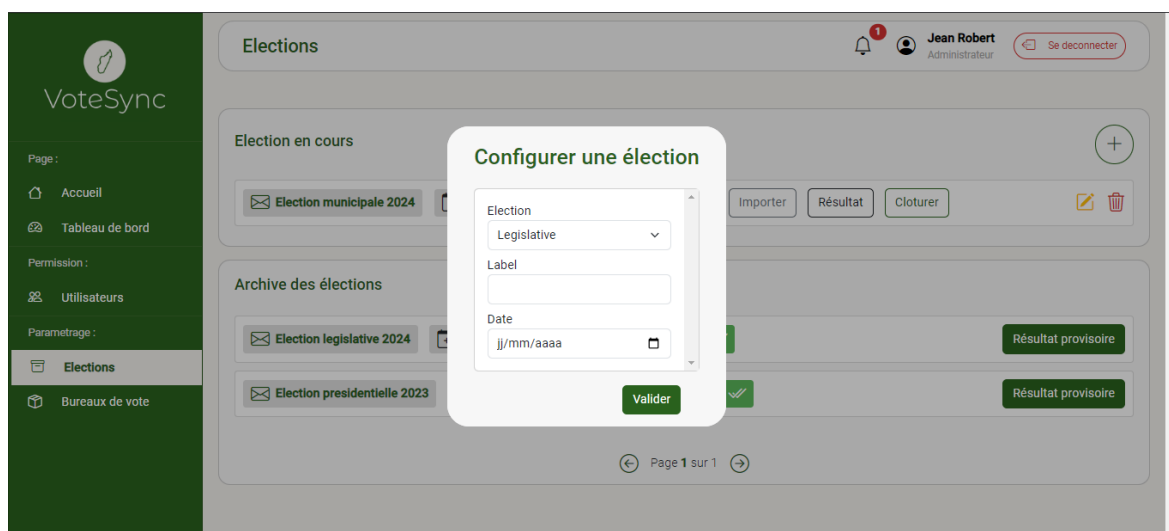 VoteSync
Page :
Accueil
Tableau de bord
Permission :
Utilisateurs
Parametrage :
Elections
Bureaux de vote
Elections
1
Jean Robert
Administrateur
Se deconnecter
Election en cours
Election municipale 2024
Importer
Résultat
Cloturer
Archive des élections
Election legislative 2024
Résultat provisoire
Election presidentielle 2023
Résultat provisoire
Page 1 sur 1
Configurer une élection
Election
Legislative
Label
Date
jj/mm/aaaa
Valider